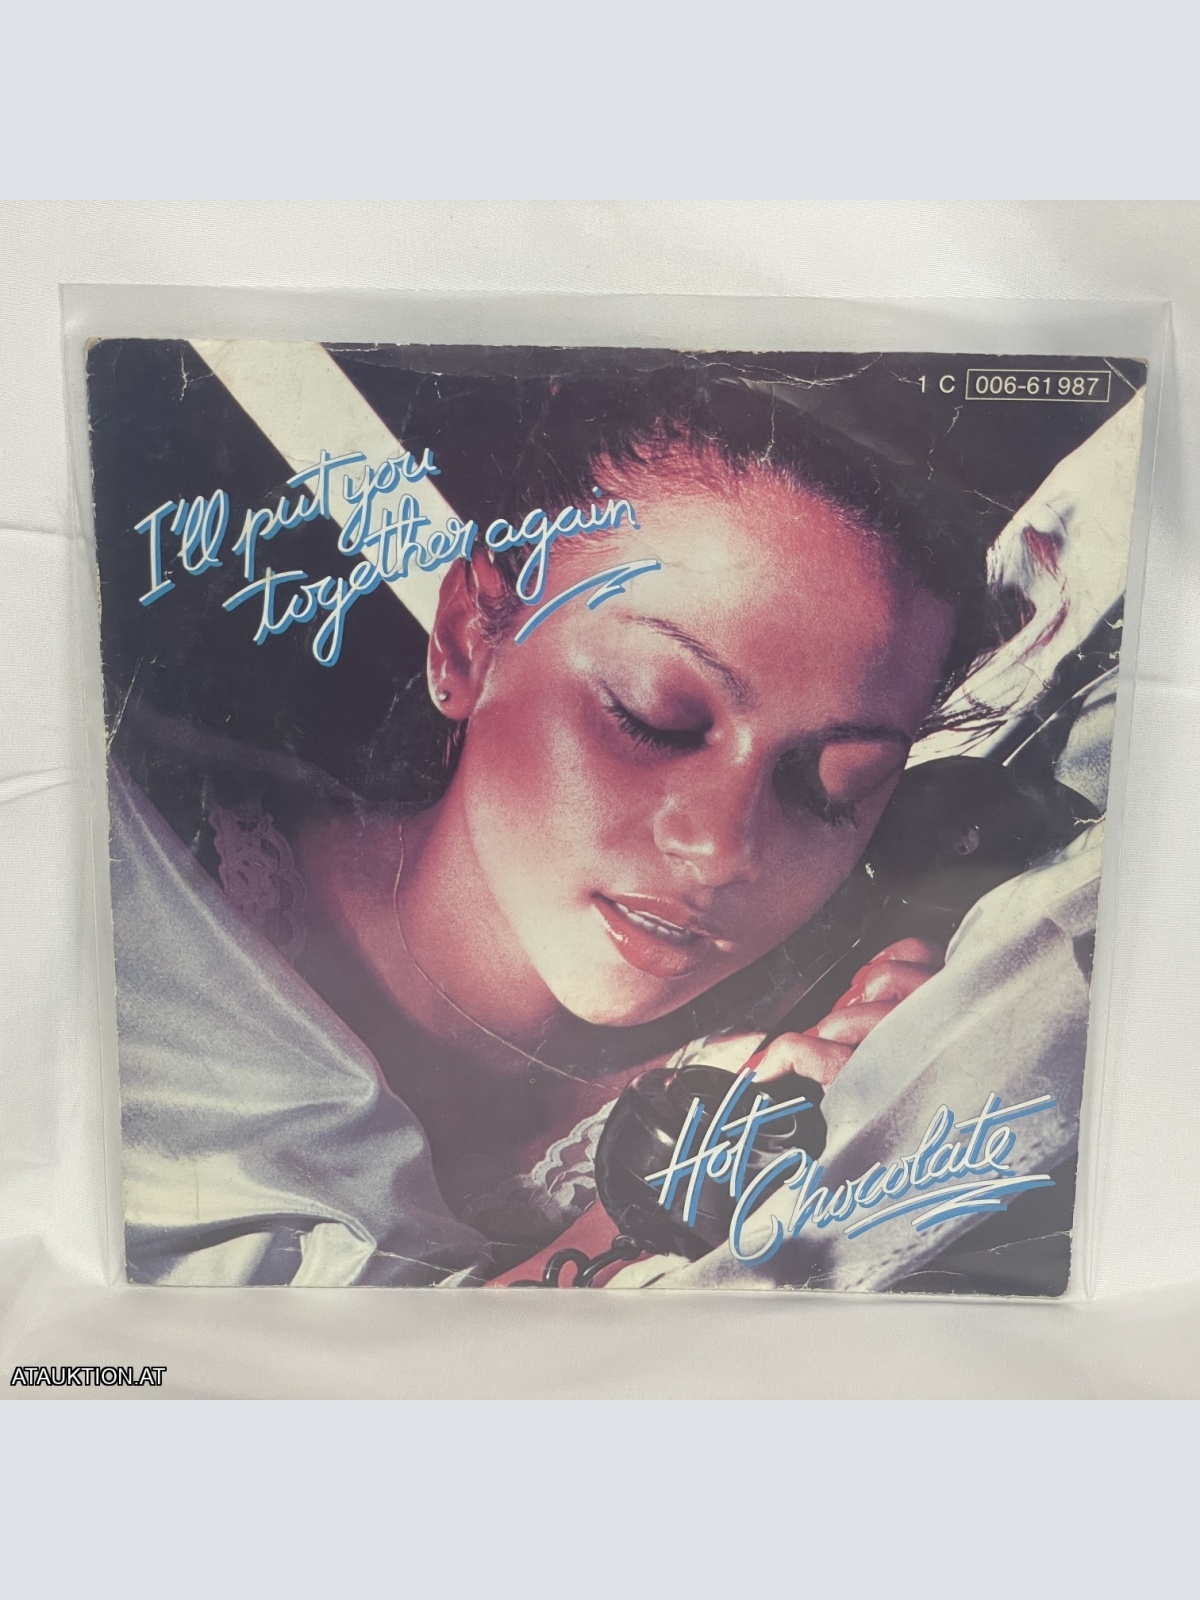 1 C 006-61 987
I'll put you
together again
Hot
Chocolate
ATAUKTION.AT